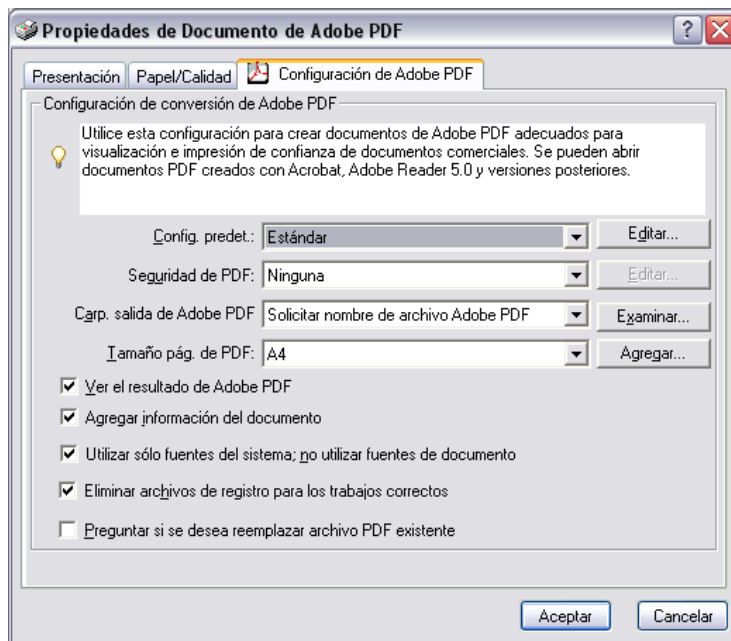 Propiedades de Documento de Adobe PDF
Presentación
Papel/Calidad
Configuración de Adobe PDF
Configuración de conversión de Adobe PDF
Utilice esta configuración para crear documentos de Adobe PDF adecuados para
visualización e impresión de confianza de documentos comerciales. Se pueden abrir
documentos PDF creados con Acrobat, Adobe Reader 5.0 y versiones posteriores.
Config. predet.: Estándar Editar...
Seguridad de PDF: Ninguna Editar...
Carp. salida de Adobe PDF Solicitar nombre de archivo Adobe PDF Examinar...
Tamaño pág. de PDF: A4 Agregar...
Ver el resultado de Adobe PDF
Agregar información del documento
Utilizar sólo fuentes del sistema; no utilizar fuentes de documento
Eliminar archivos de registro para los trabajos correctos
Preguntar si se desea reemplazar archivo PDF existente
Aceptar
Cancelar